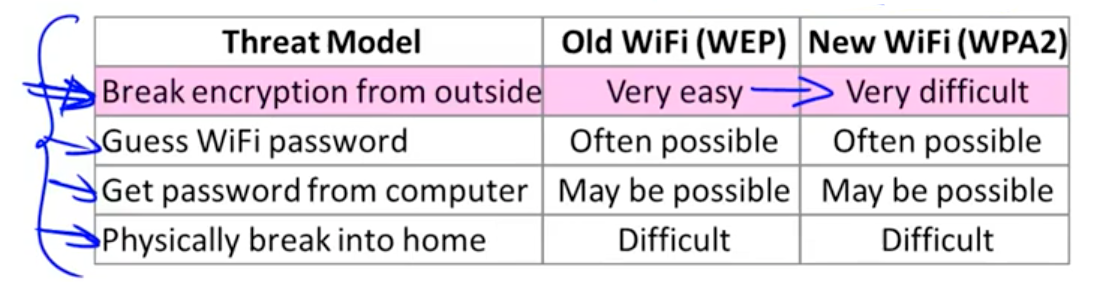 Threat Model Old WiFi (WEP) New WiFi (WPA2)
Break encryption from outside Very easy Very difficult
Guess WiFi password Often possible Often possible
Get password from computer May be possible May be possible
Physically break into home Difficult Difficult